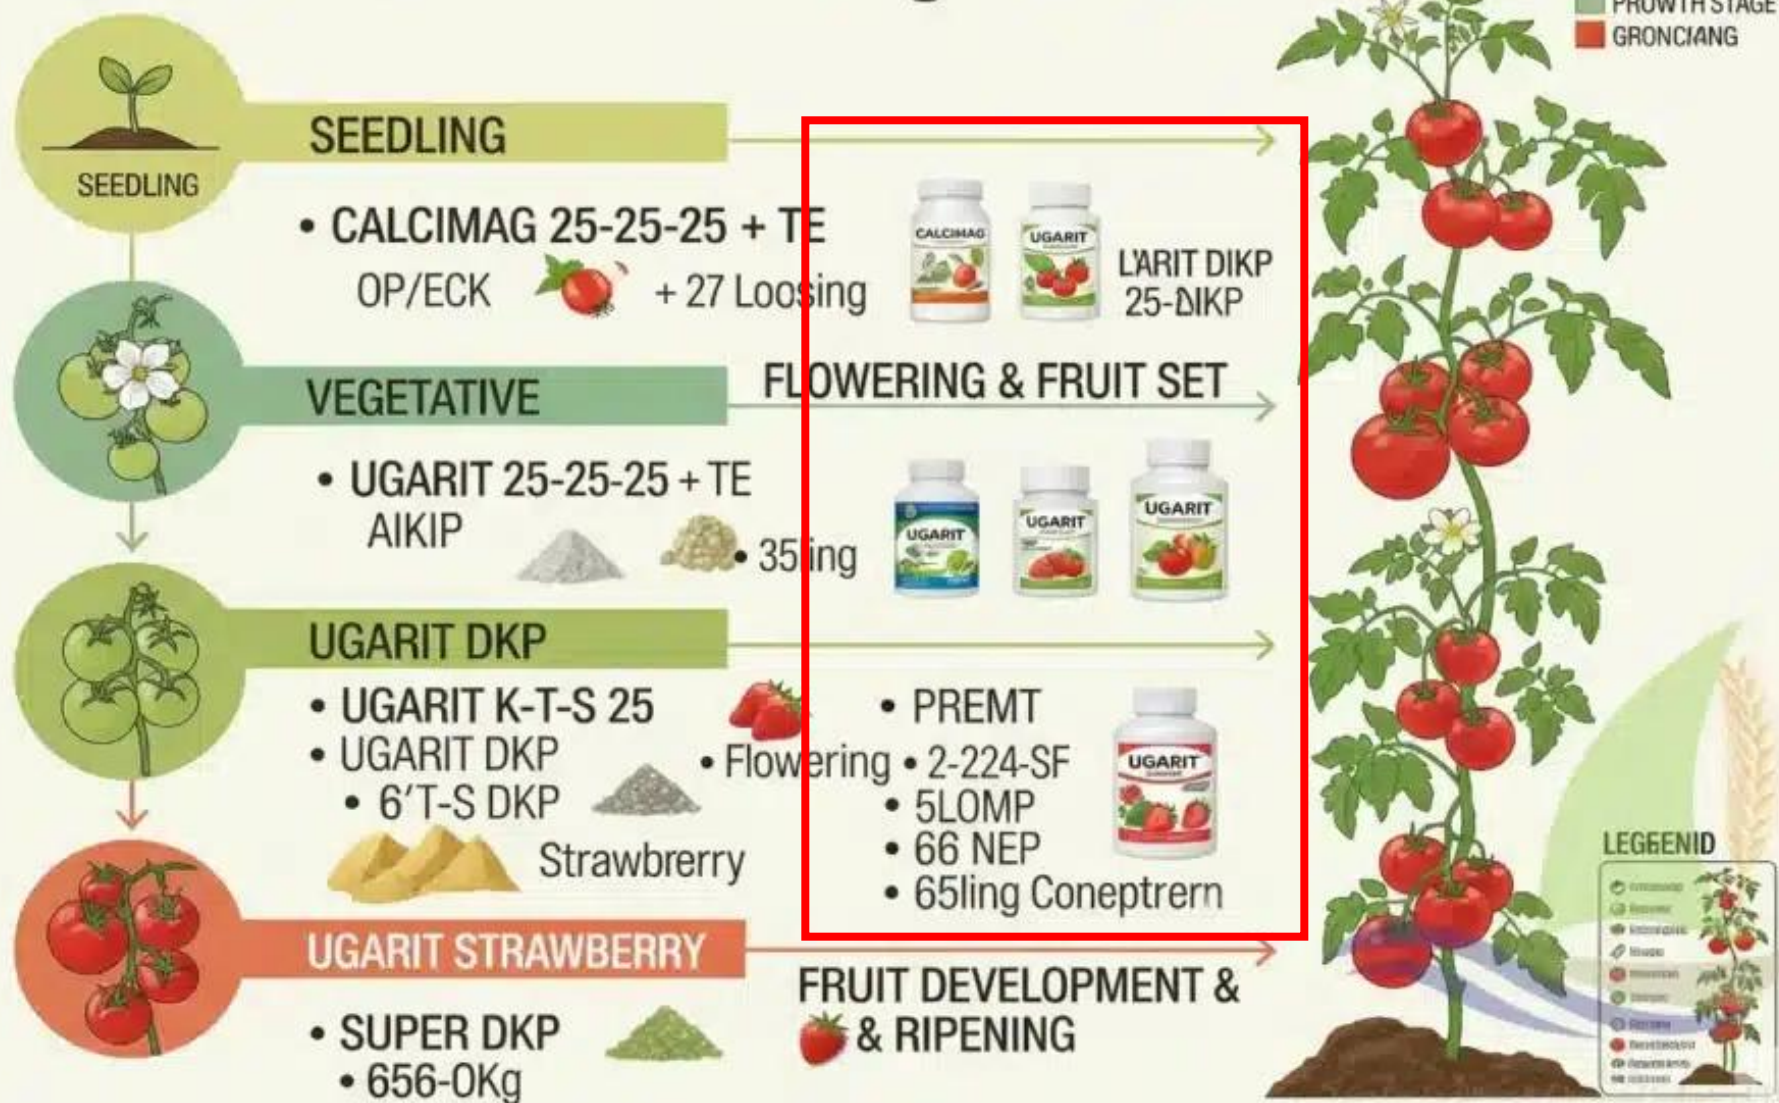 PROWTH STAGE
GRONCIANG
SEEDLING
SEEDLING
• CALCIMAG 25-25-25 + TE
OP/ECK + 27 Loosing
CALCIMAG
UGARIT
L'ARIT DIKP
25-DIKP
VEGETATIVE
FLOWERING & FRUIT SET
• UGARIT 25-25-25 + TE
AIKIP
• 35ling
UGARIT
UGARIT
UGARIT
UGARIT DKP
• UGARIT K-T-S 25
• UGARIT DKP
• 6'T-S DKP
• Flowering
Strawbrerry
• PREMT
• 2-224-SF
• 5LOMP
• 66 NEP
• 65ling Coneptrern
UGARIT
UGARIT STRAWBERRY
FRUIT DEVELOPMENT &
& RIPENING
• SUPER DKP
• 656-0Kg
LEGGENID